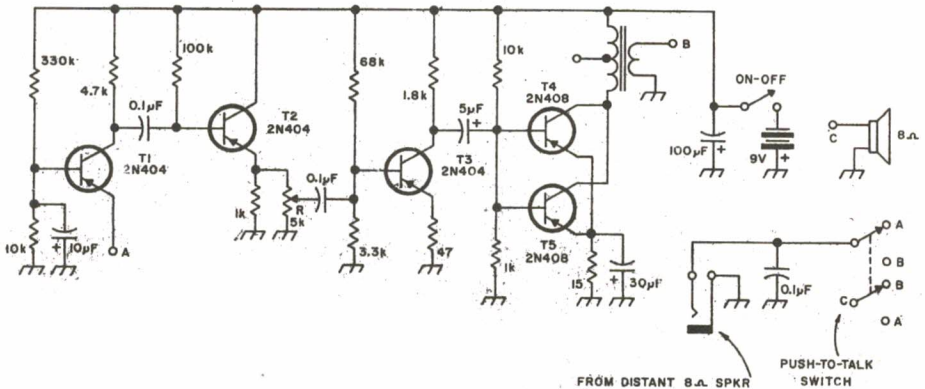 330k
4.7k
0.1µF
100k
T1
2N404
10k
10µF
A
T2
2N404
1k
R
5k
0.1µF
68k
3.3k
1.8k
5µF
+
T3
2N404
47
10k
1k
T4
2N408
T5
2N408
15
+
30µF
B
ON-OFF
100µF
+
9V
+
C
8Ω
0.1µF
A
B
B
C
A
PUSH-TO-TALK
SWITCH
FROM DISTANT 8Ω SPKR